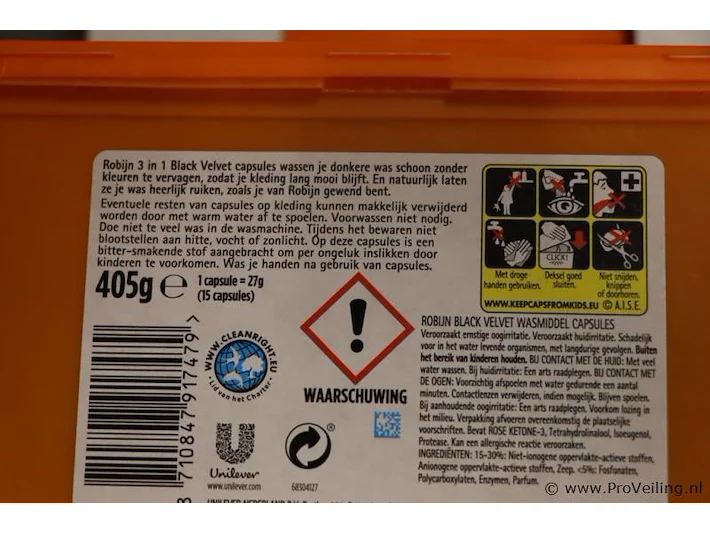 Robijn 3 in 1 Black Velvet capsules wassen je donkere was schoon zonder
kleuren te vervagen, zodat je kleding lang mooi blijft. En natuurlijk laten
ze je was heerlijk ruiken, zoals je van Robijn gewend bent.
Eventuele resten van capsules op kleding kunnen makkelijk verwijderd
worden door met warm water af te spoelen. Voorwassen niet nodig.
Doe niet te veel was in de wasmachine. Tijdens het bewaren niet
blootstellen aan hitte, vocht of zonlicht. Op deze capsules is een
bitter-smakende stof aangebracht om per ongeluk inslikken door
kinderen te voorkomen. Was je handen na gebruik van capsules.
405g ℮ 1 capsule = 27g
(15 capsules)
CLICK!
Met droge
handen gebruiken.
Deksel goed
sluiten.
Niet snijden,
knippen
of doorboren.
WWW.KEEPCAPSFROMKIDS.EU © A.I.S.E.
8 710847 917479 >
WWW.CLEANRIGHT.EU
• Lid van het Charter •
WAARSCHUWING
Unilever
www.unilever.com
®
68304127
ROBIJN BLACK VELVET WASMIDDEL CAPSULES
Veroorzaakt ernstige oogirritatie. Veroorzaakt huidirritatie. Schadelijk
voor in het water levende organismen, met langdurige gevolgen. Buiten
het bereik van kinderen houden. BIJ CONTACT MET DE HUID: Met veel
water wassen. Bij huidirritatie: Een arts raadplegen. BIJ CONTACT MET
DE OGEN: Voorzichtig afspoelen met water gedurende een aantal
minuten. Contactlenzen verwijderen, indien mogelijk. Blijven spoelen.
Bij aanhoudende oogirritatie: Een arts raadplegen. Voorkom lozing in
het milieu. Verpakking afvoeren overeenkomstig de plaatselijke
voorschriften. Bevat ROSE KETONE-3, Tetrahydrolinalool, Isoeugenol,
Protease. Kan een allergische reactie veroorzaken.
INGREDIËNTEN: 15-30%: Niet-ionogene oppervlakte-actieve stoffen,
Anionogene oppervlakte-actieve stoffen, Zeep. <5%: Fosfonaten,
Polycarboxylaten, Enzymen, Parfum.
© www.ProVeiling.nl